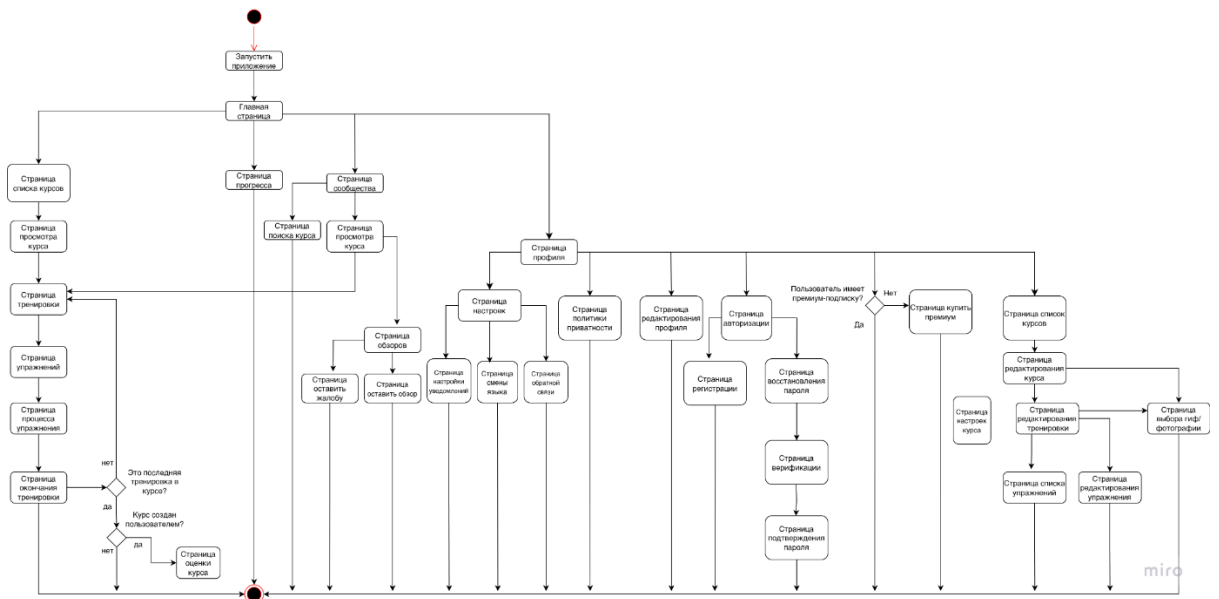 Запустить
приложение
Главная
страница
Страница
списка курсов
Страница
прогресса
Страница
сообщества
Страница
просмотра
курса
Страница
поиска курса
Страница
просмотра
курса
Страница
профиля
Страница
тренировки
Страница
настроек
Страница
политики
приватности
Страница
редактирования
профиля
Страница
авторизации
Пользователь имеет
премиум-подписку?
Нет
Да
Страница купить
премиум
Страница список
курсов
Страница
обзоров
Страница
упражнений
Страница
оставить
жалобу
Страница
оставить обзор
Страница
настройки
уведомлений
Страница
смены
языка
Страница
обратной
связи
Страница
регистрации
Страница
восстановления
пароля
Страница
редактирования
курса
Страница
процесса
упражнения
Страница
настроек
курса
Страница
редактирования
тренировки
Страница
выбора гиф/
фотографии
Страница
верификации
Страница
окончания
тренировки
нет
Это последняя
тренировка в
курсе?
да
Страница списка
упражнений
Страница
редактирования
упражнения
Курс создан
пользователем?
нет
да
Страница
оценки
курса
Страница
подтверждения
пароля
miro